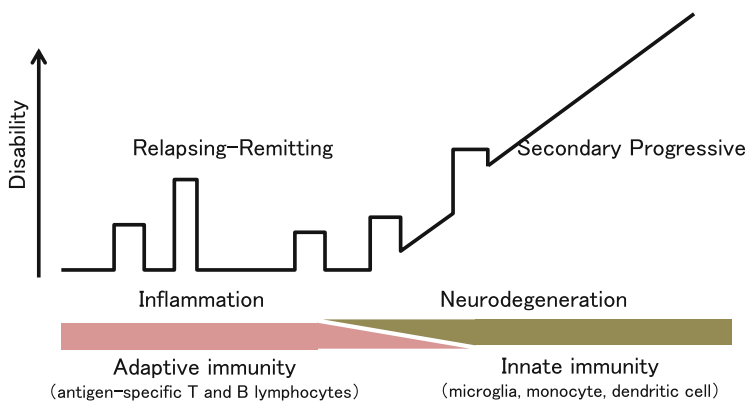 Disability
Relapsing-Remitting
Secondary Progressive
Inflammation
Neurodegeneration
Adaptive immunity
(antigen-specific T and B lymphocytes)
Innate immunity
(microglia, monocyte, dendritic cell)